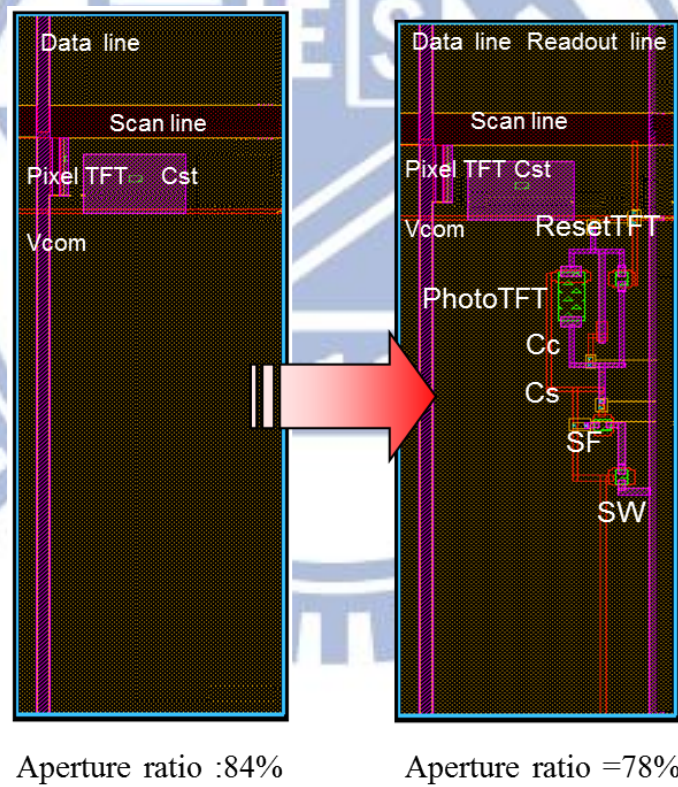 Data line
Scan line
Pixel TFT Cst
Vcom
Aperture ratio :84%
Data line Readout line
Scan line
Pixel TFT Cst
Vcom
ResetTFT
PhotoTFT
Cc
Cs
SF
SW
Aperture ratio =78%